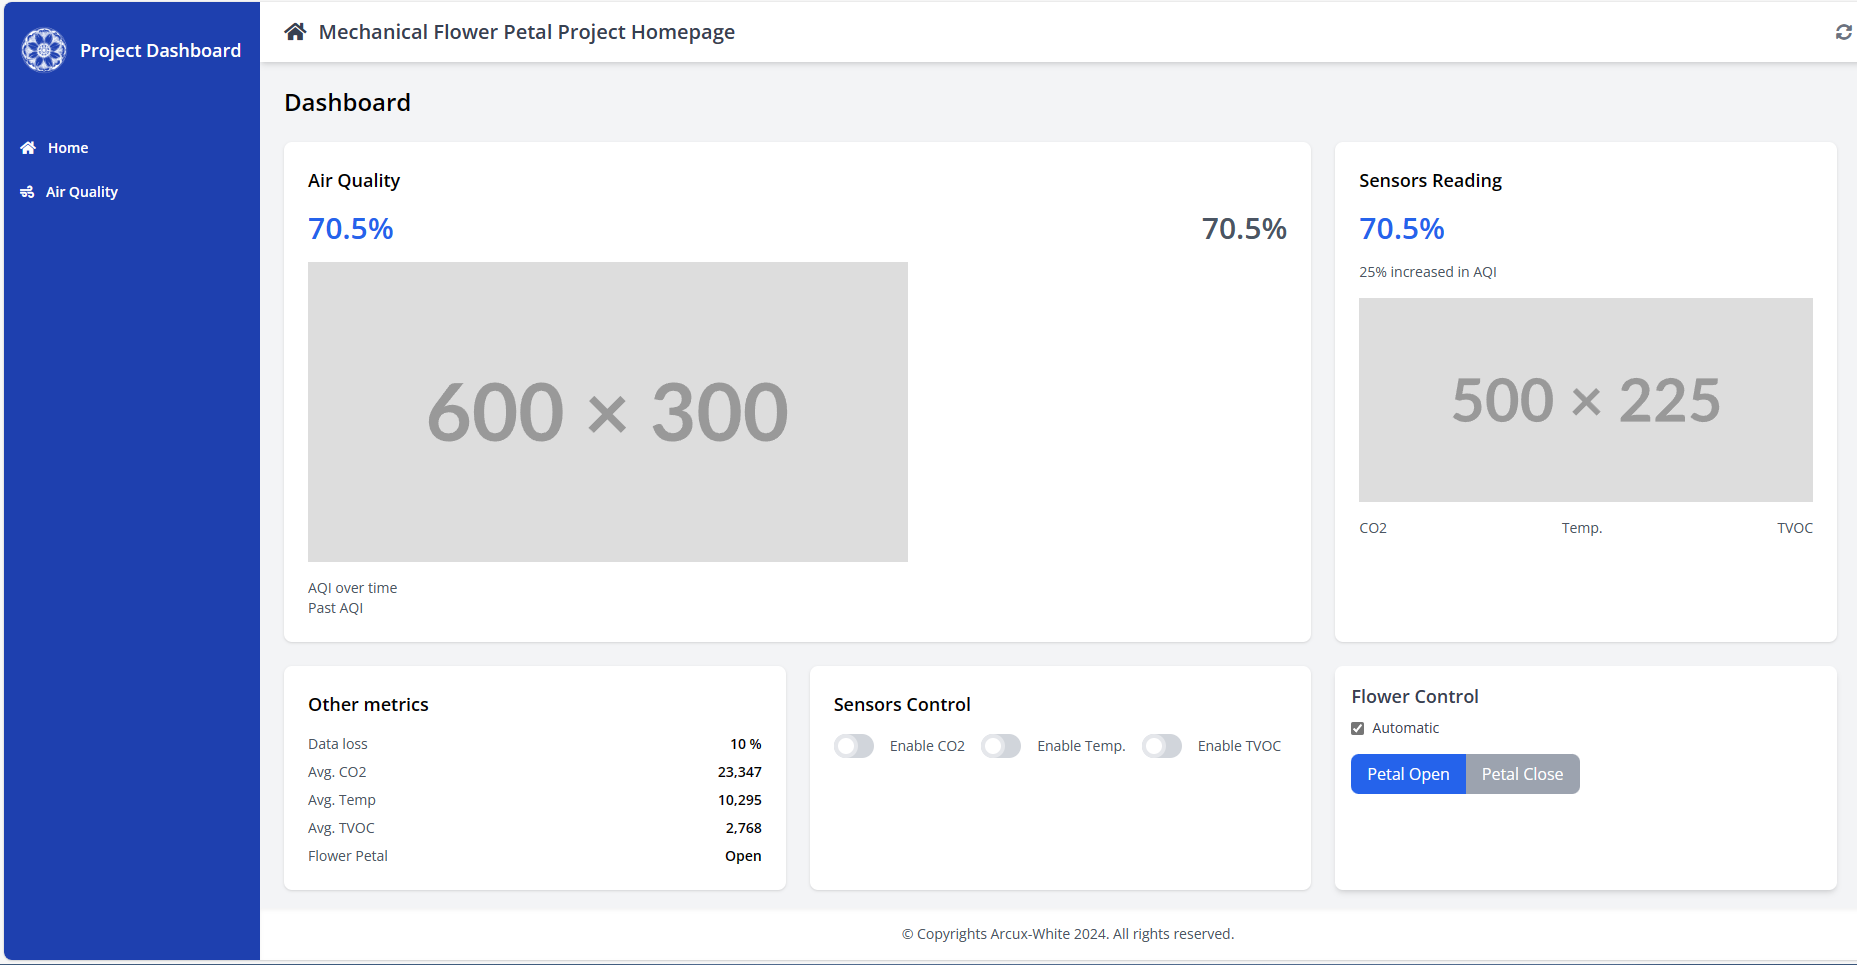 Project Dashboard
Home
Air Quality
Mechanical Flower Petal Project Homepage
Dashboard
Air Quality
70.5% 70.5%
600 × 300
AQI over time
Past AQI
Sensors Reading
70.5%
25% increased in AQI
500 × 225
CO2 Temp. TVOC
Other metrics
Data loss 10 %
Avg. CO2 23,347
Avg. Temp 10,295
Avg. TVOC 2,768
Flower Petal Open
Sensors Control
Enable CO2 Enable Temp. Enable TVOC
Flower Control
Automatic
Petal Open Petal Close
© Copyrights Arcux-White 2024. All rights reserved.